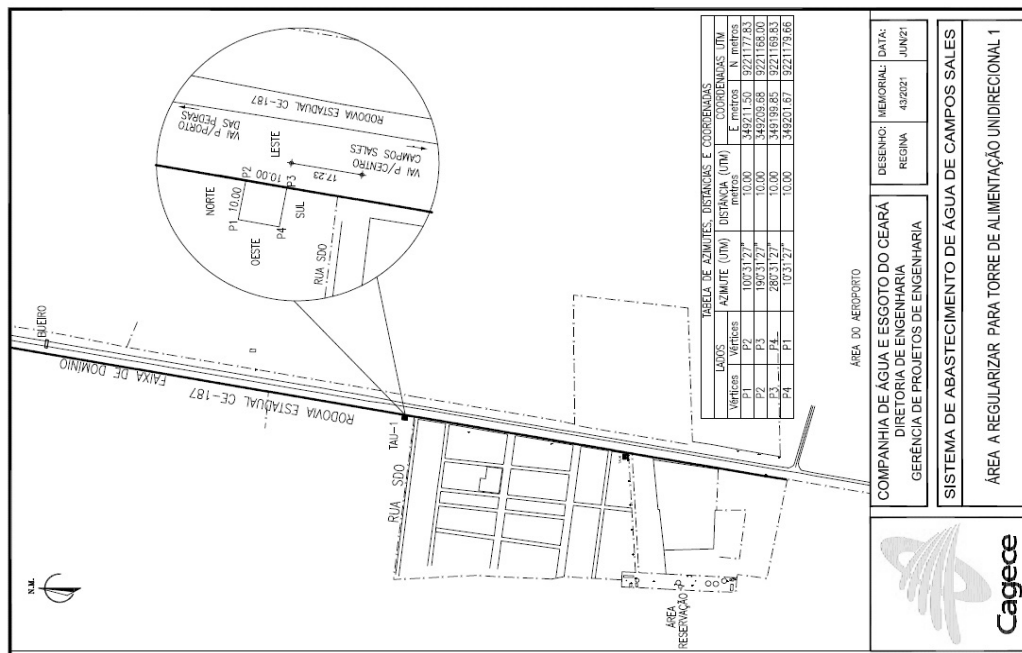 N.M.
BUEIRO
FAIXA DE DOMÍNIO
RODOVIA ESTADUAL CE-187
RUA SDO
TAU-1
ÁREA
RESERVAÇÃO
ÁREA DO AEROPORTO
VAI P/PORTO
DAS PEDRAS
RODOVIA ESTADUAL CE-187
VAI P/CENTRO
CAMPOS SALES
NORTE
LESTE
OESTE
SUL
P1
10.00
P2
10.00
P3
P4
17.23
RUA SDO
TABELA DE AZIMUTES, DISTÂNCIAS E COORDENADAS
LADOS AZIMUTE (UTM) DISTÂNCIA (UTM) COORDENADAS UTM
Vértices Vértices metros E metros N metros
P1 P2 100°31'27" 10.00 349211.50 9221177.83
P2 P3 190°31'27" 10.00 349209.68 9221168.00
P3 P4 280°31'27" 10.00 349199.85 9221169.83
P4 P1 10°31'27" 10.00 349201.67 9221179.66
Cagece
COMPANHIA DE ÁGUA E ESGOTO DO CEARÁ
DIRETORIA DE ENGENHARIA
GERÊNCIA DE PROJETOS DE ENGENHARIA
DESENHO: MEMORIAL: DATA:
REGINA 43/2021 JUN/21
SISTEMA DE ABASTECIMENTO DE ÁGUA DE CAMPOS SALES
ÁREA A REGULARIZAR PARA TORRE DE ALIMENTAÇÃO UNIDIRECIONAL 1